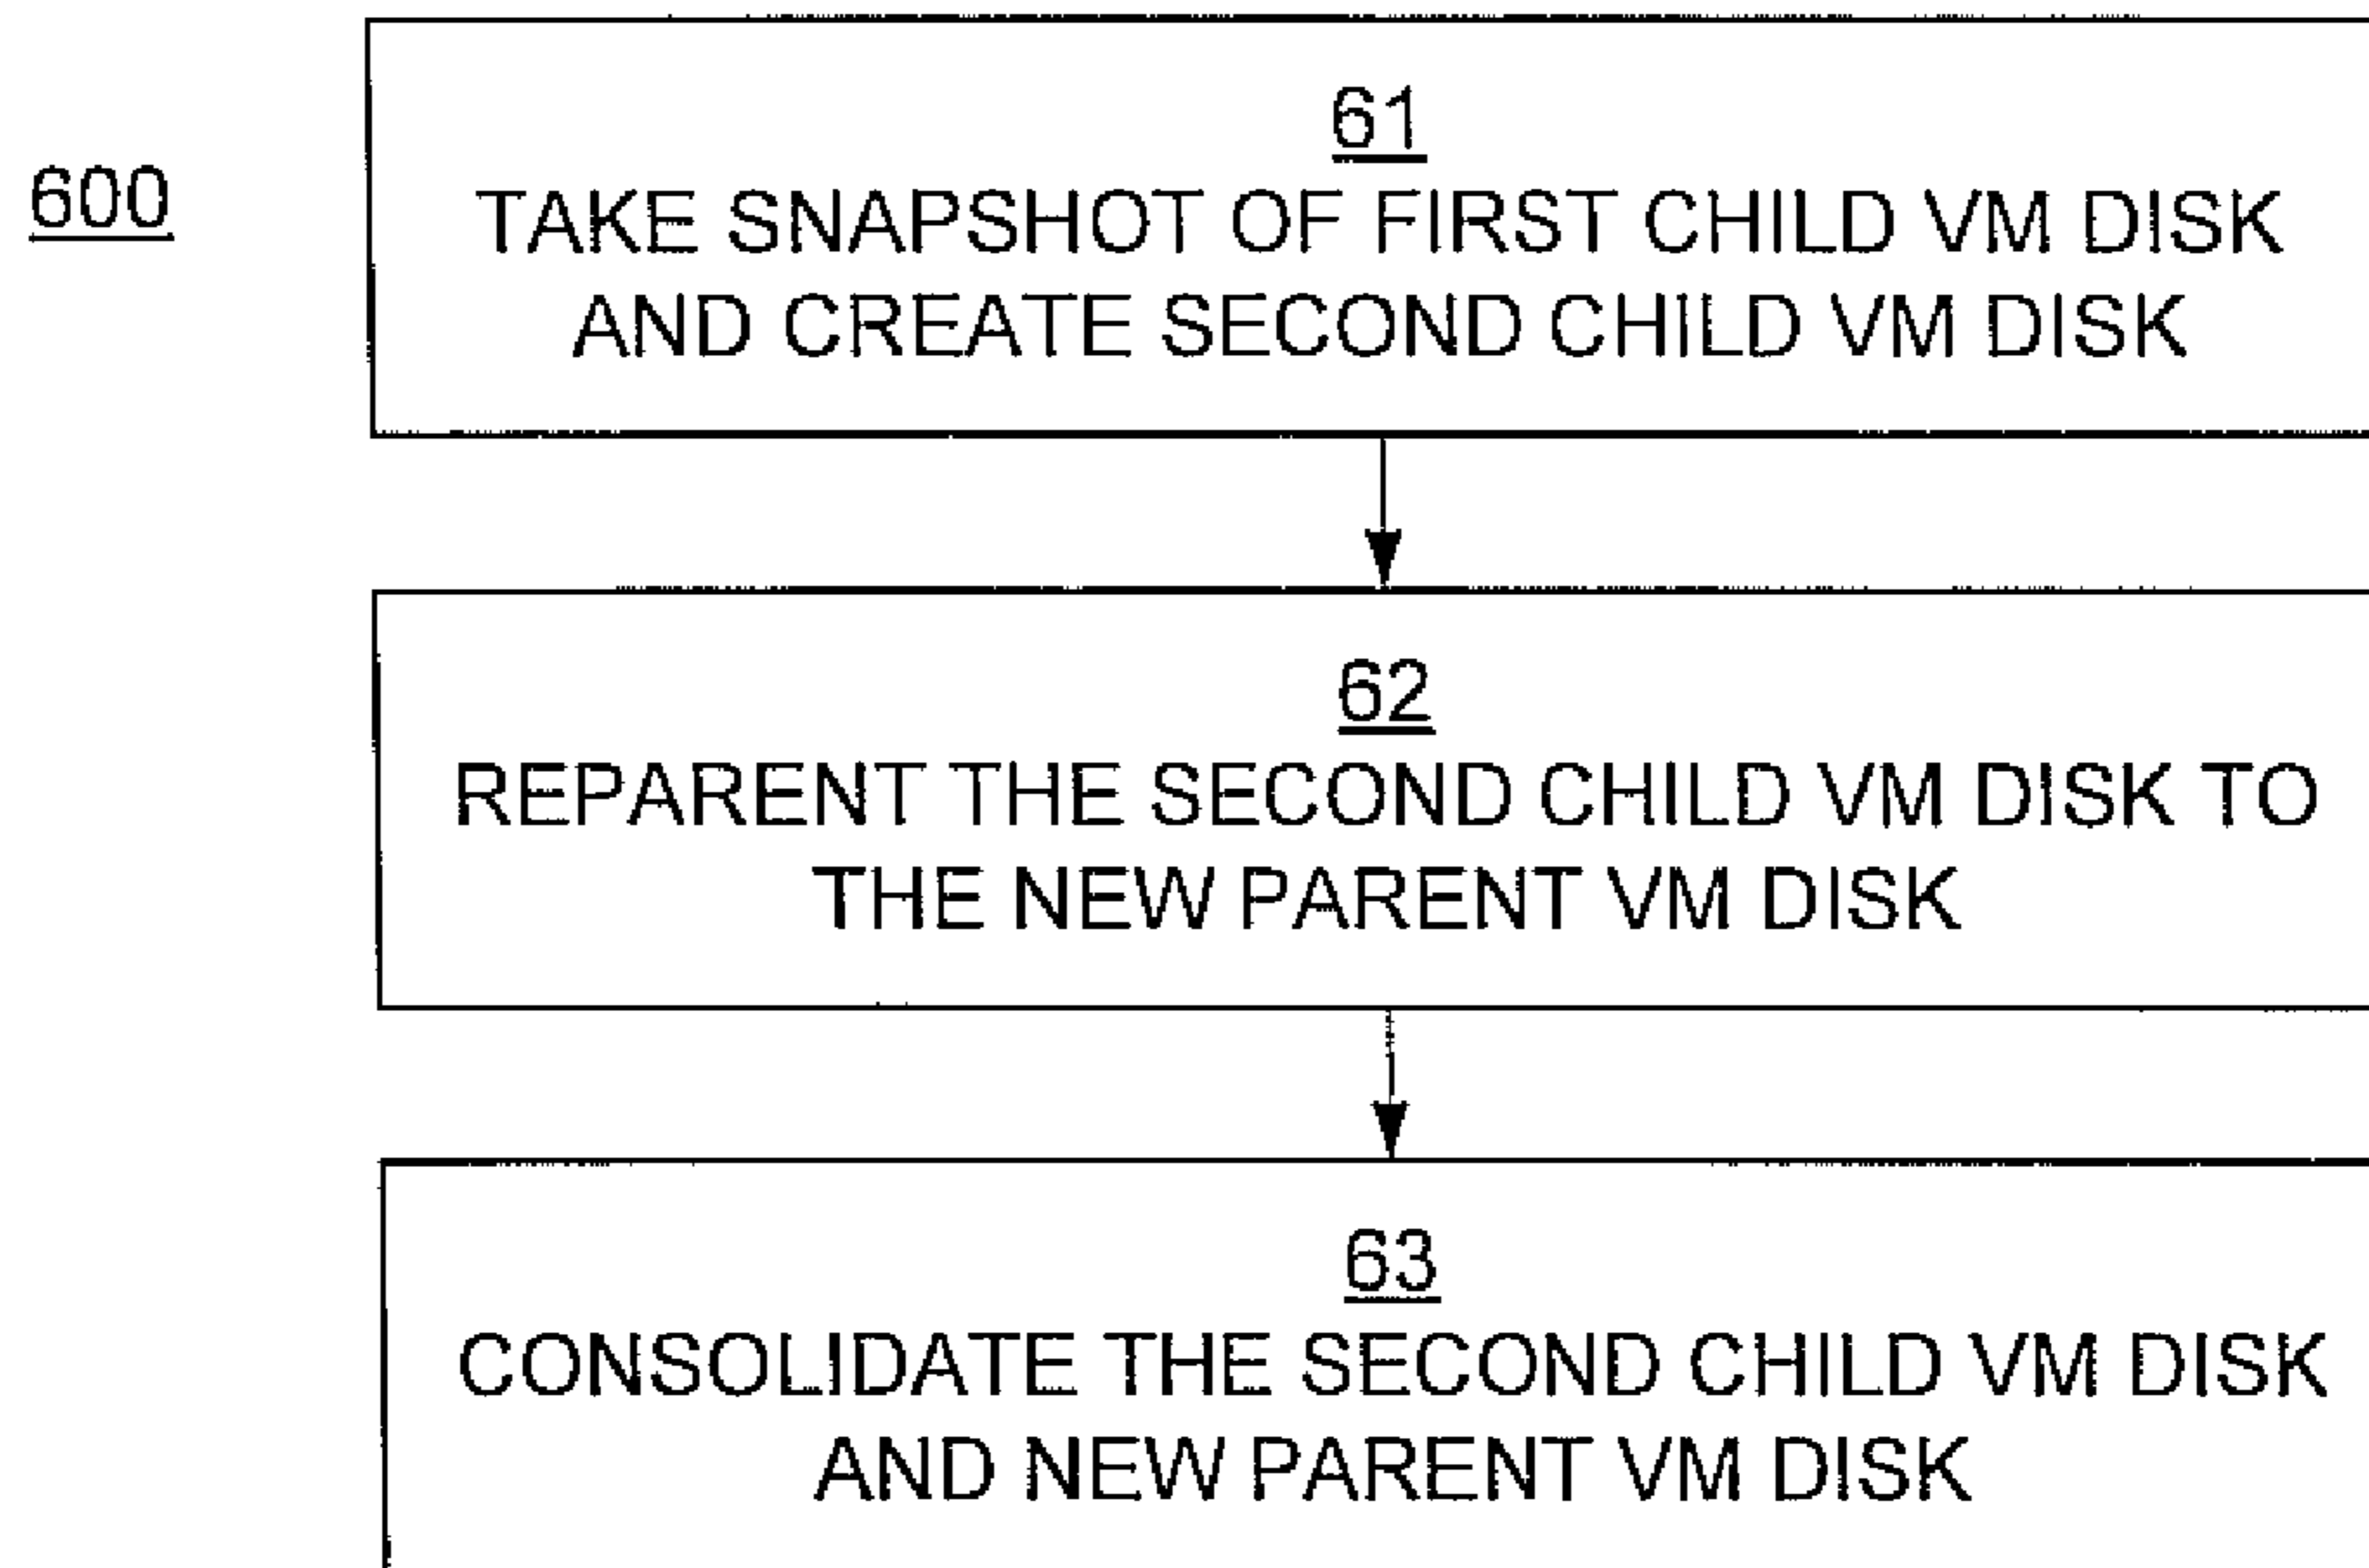 600
61
TAKE SNAPSHOT OF FIRST CHILD VM DISK
AND CREATE SECOND CHILD VM DISK
62
REPARENT THE SECOND CHILD VM DISK TO
THE NEW PARENT VM DISK
63
CONSOLIDATE THE SECOND CHILD VM DISK
AND NEW PARENT VM DISK